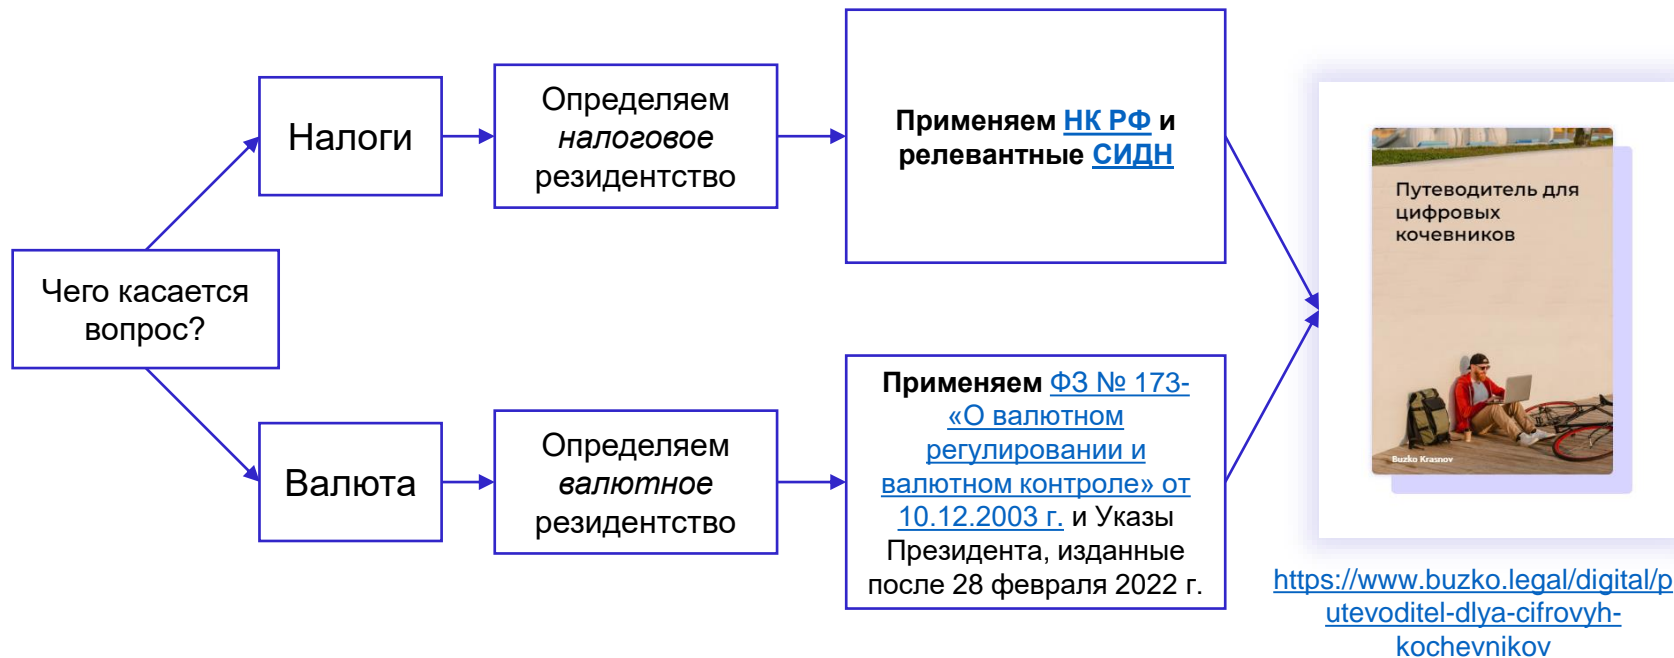 Чего касается
вопрос?
Налоги
Определяем
налоговое
резидентство
Применяем НК РФ и
релевантные СИДН
Валюта
Определяем
валютное
резидентство
Применяем ФЗ № 173-
«О валютном
регулировании и
валютном контроле» от
10.12.2003 г. и Указы
Президента, изданные
после 28 февраля 2022 г.
Путеводитель для
цифровых
кочевников
Buzko Krasnov
https://www.buzko.legal/digital/p
utevoditel-dlya-cifrovyh-
kochevnikov